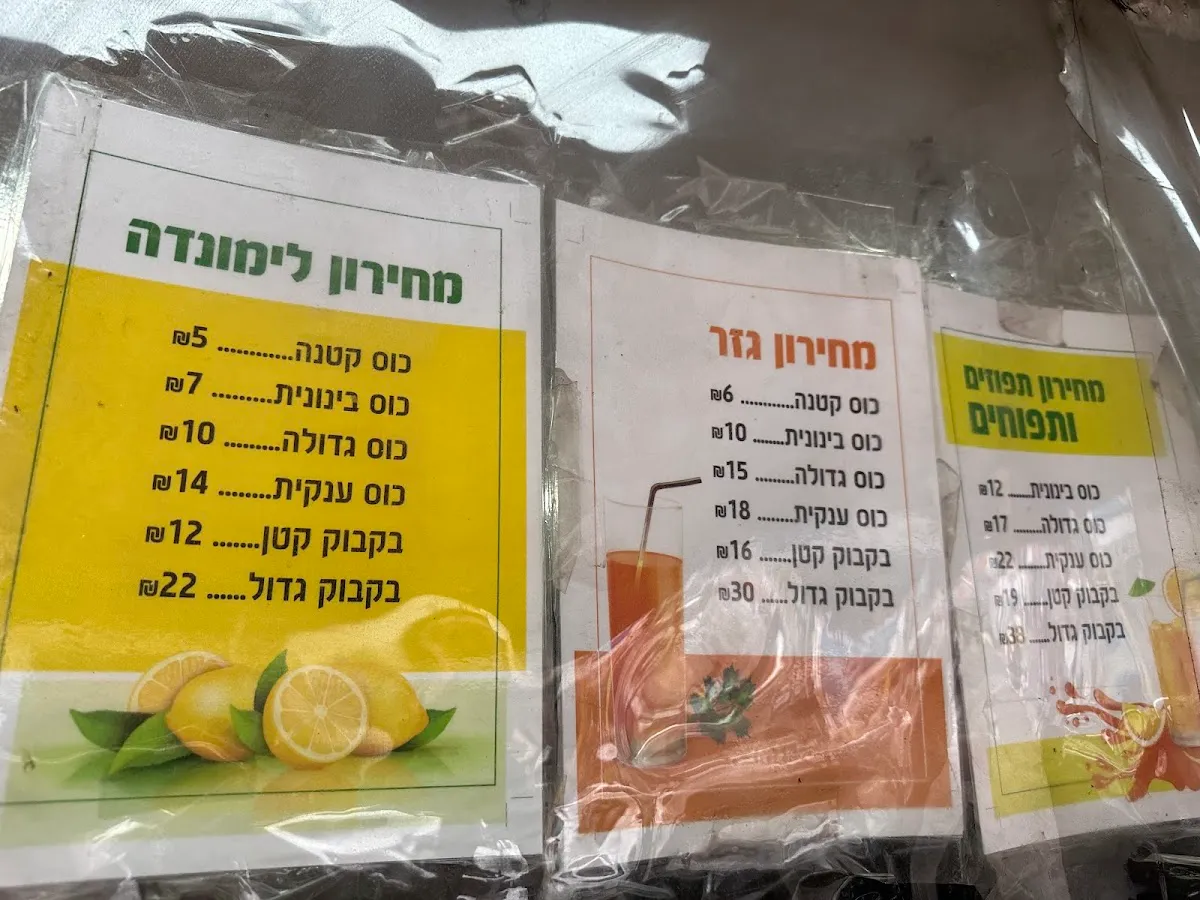 מחירון לימונדה
כוס קטנה............ 5₪
כוס בינונית......... 7₪
כוס גדולה......... 10₪
כוס ענקית........ 14₪
בקבוק קטן....... 12₪
בקבוק גדול...... 22₪
מחירון גזר
כוס קטנה........... 6₪
כוס בינונית....... 10₪
כוס גדולה........ 15₪
כוס ענקית........ 18₪
בקבוק קטן...... 16₪
בקבוק גדול...... 30₪
מחירון תפוזים
ותפוחים
כוס בינונית...... 12₪
כוס גדולה........ 17₪
כוס ענקית....... 22₪
בקבוק קטן...... 19₪
בקבוק גדול.....